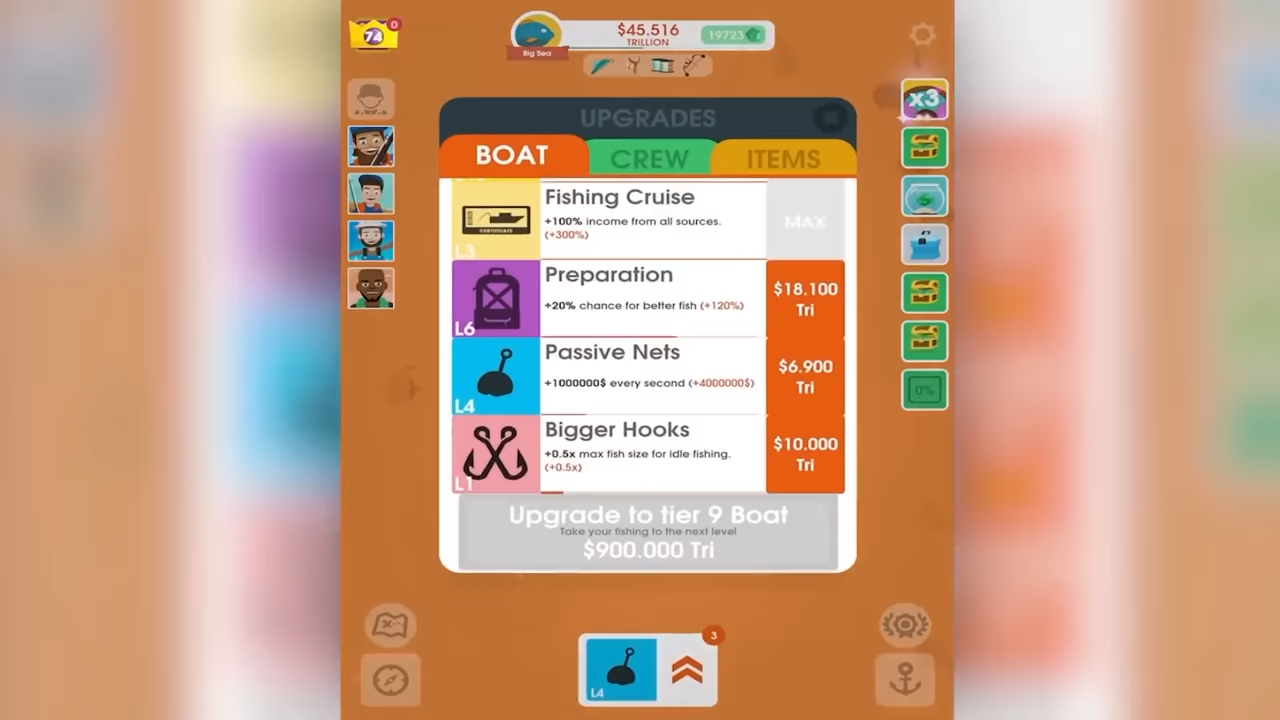 74
0
$45.516
TRILLION
19723
Big Sea
x3
UPGRADES
BOAT
CREW
ITEMS
Fishing Cruise
+100% income from all sources.
(+300%)
CERTIFICATE
L3
MAX
Preparation
+20% chance for better fish (+120%)
L6
$18.100
Tri
Passive Nets
+1000000$ every second (+4000000$)
L4
$6.900
Tri
Bigger Hooks
+0.5x max fish size for idle fishing.
(+0.5x)
L1
$10.000
Tri
0%
Upgrade to tier 9 Boat
Take your fishing to the next level
$900.000 Tri
3
L4